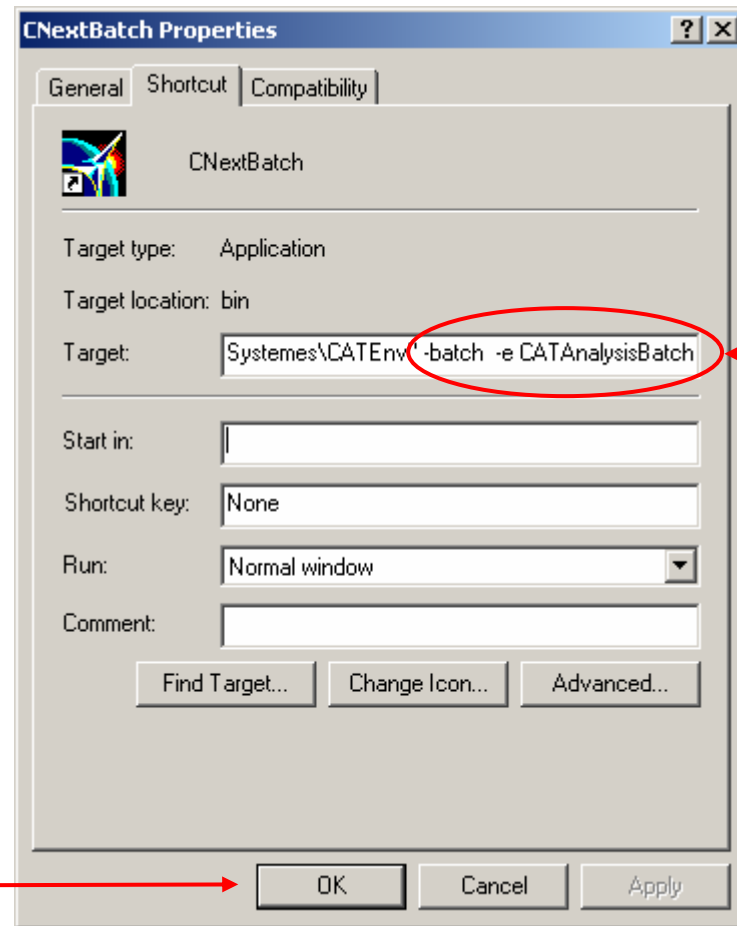 CNextBatch Properties
General Shortcut Compatibility
CNextBatch
Target type: Application
Target location: bin
Target: Systemes\CATEnv" -batch -e CATAnalysisBatch
Start in:
Shortcut key: None
Run: Normal window
Comment:
Find Target... Change Icon... Advanced...
OK Cancel Apply